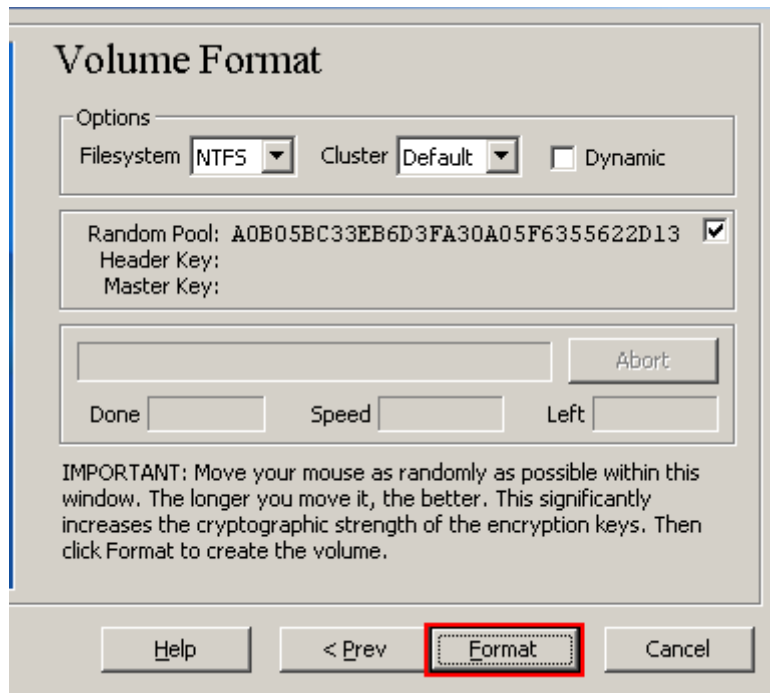 Volume Format
Options
Filesystem NTFS Cluster Default Dynamic
Random Pool: A0B05BC33EB6D3FA30A05F6355622D13
Header Key:
Master Key:
Abort
Done Speed Left
IMPORTANT: Move your mouse as randomly as possible within this
window. The longer you move it, the better. This significantly
increases the cryptographic strength of the encryption keys. Then
click Format to create the volume.
Help < Prev Format Cancel